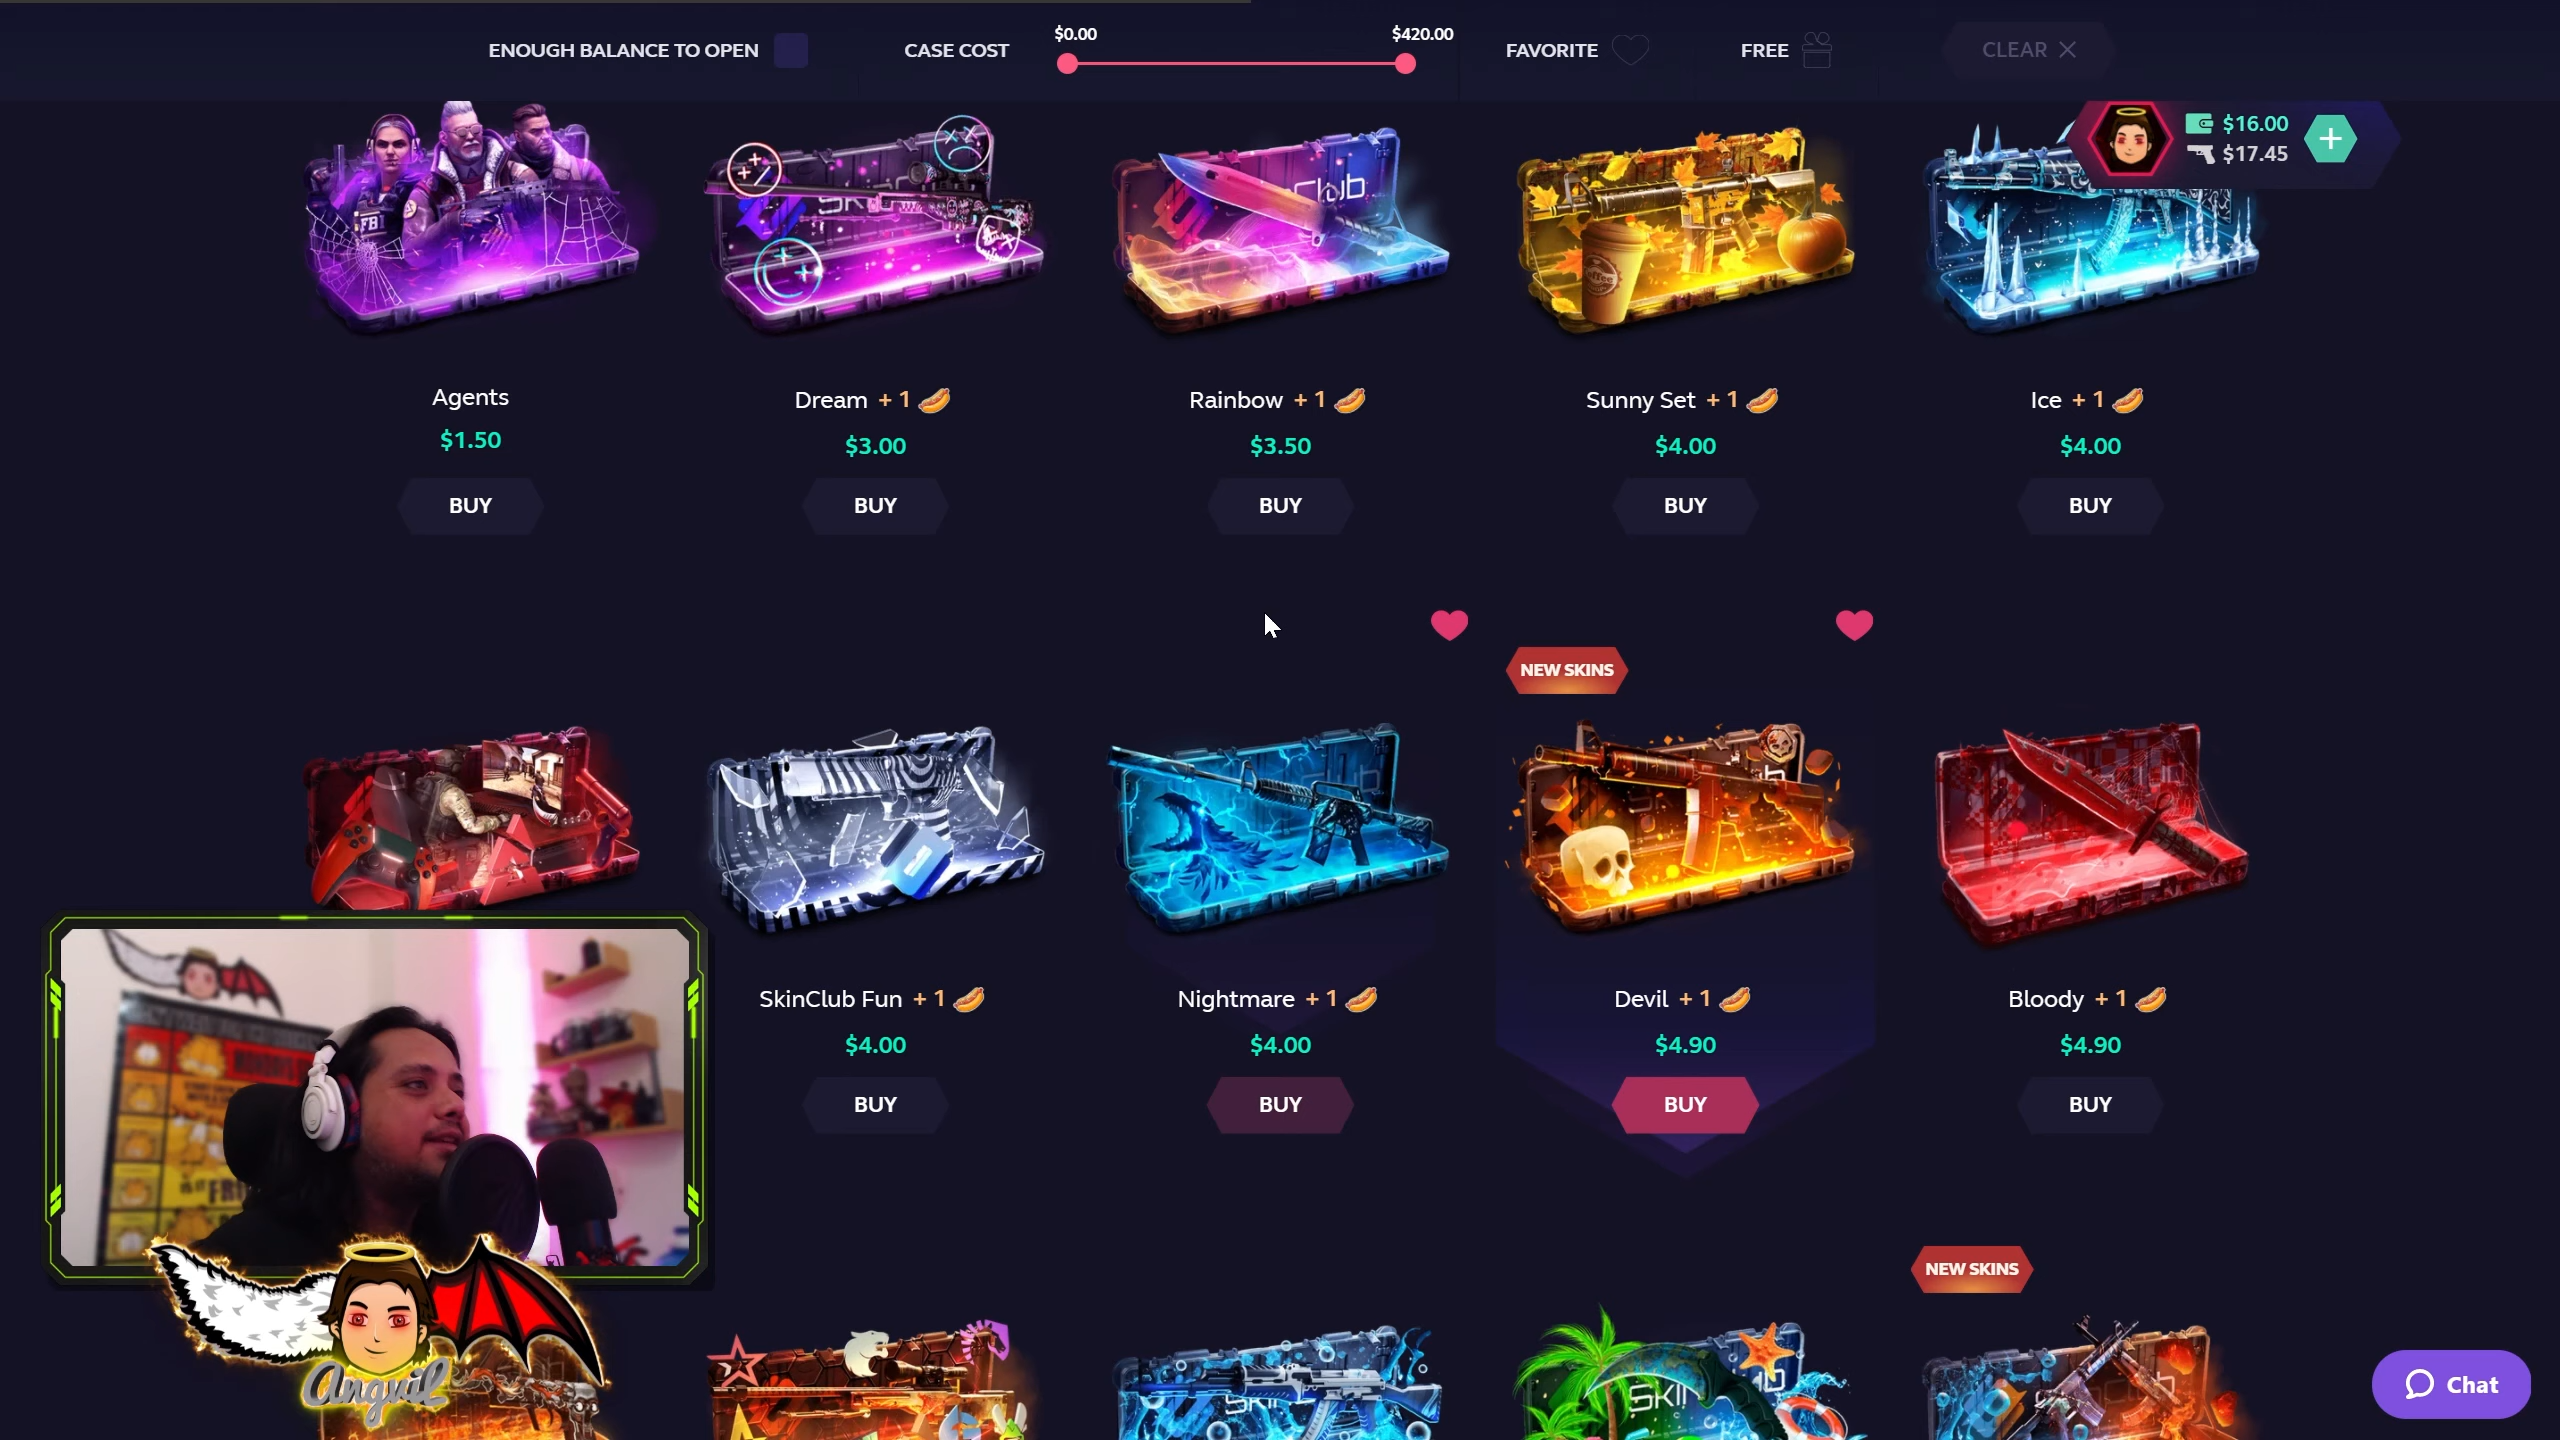 $0.00 $420.00
ENOUGH BALANCE TO OPEN CASE COST FAVORITE FREE CLEAR
$16.00
$17.45
FBI
Agents Dream + 1 Rainbow + 1 Sunny Set + 1 Ice + 1
$1.50 $3.00 $3.50 $4.00 $4.00
BUY BUY BUY BUY BUY
NEW SKINS
SkinClub Fun + 1 Nightmare + 1 Devil + 1 Bloody + 1
$4.00 $4.00 $4.90 $4.90
BUY BUY BUY BUY
NEW SKINS
Angvil
Chat